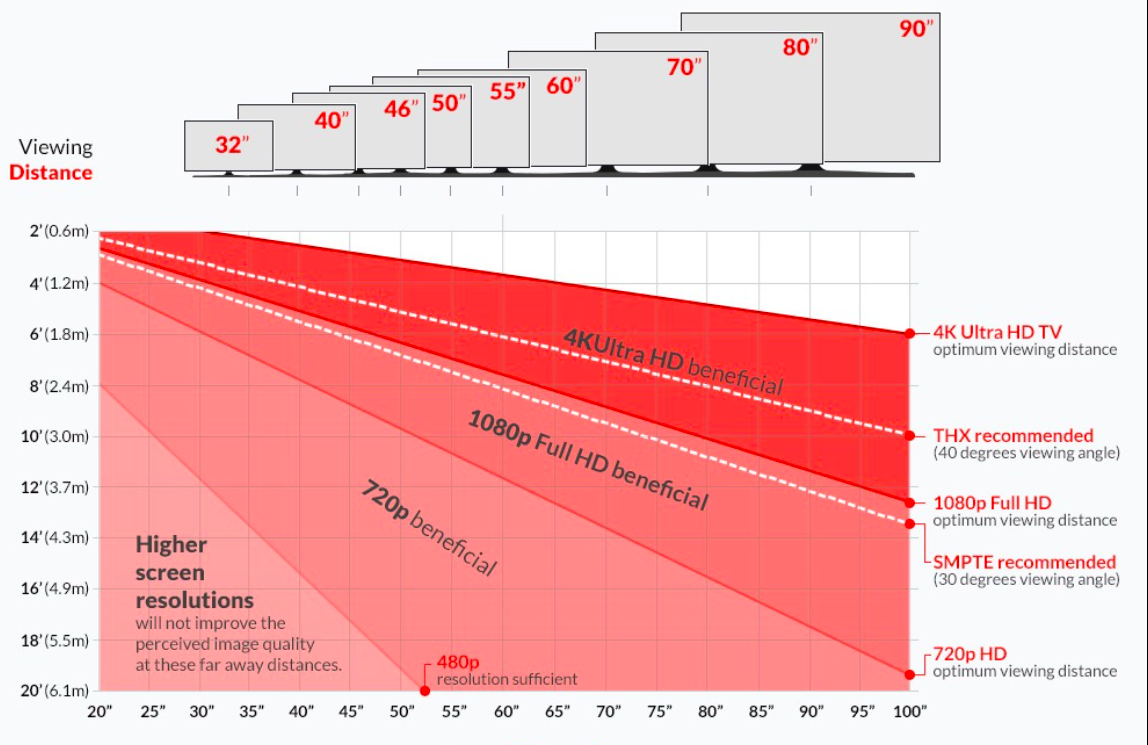 90”
80”
70”
60”
55”
50”
46”
40”
32”
Viewing
Distance
2’(0.6m)
4’(1.2m)
6’(1.8m)
8’(2.4m)
10’(3.0m)
12’(3.7m)
14’(4.3m)
16’(4.9m)
18’(5.5m)
20’(6.1m)
4KUltra HD beneficial
1080p Full HD beneficial
720p beneficial
Higher
screen
resolutions
will not improve the
perceived image quality
at these far away distances.
480p
resolution sufficient
4K Ultra HD TV
optimum viewing distance
THX recommended
(40 degrees viewing angle)
1080p Full HD
optimum viewing distance
SMPTE recommended
(30 degrees viewing angle)
720p HD
optimum viewing distance
20” 25” 30” 35” 40” 45” 50” 55” 60” 65” 70” 75” 80” 85” 90” 95” 100”